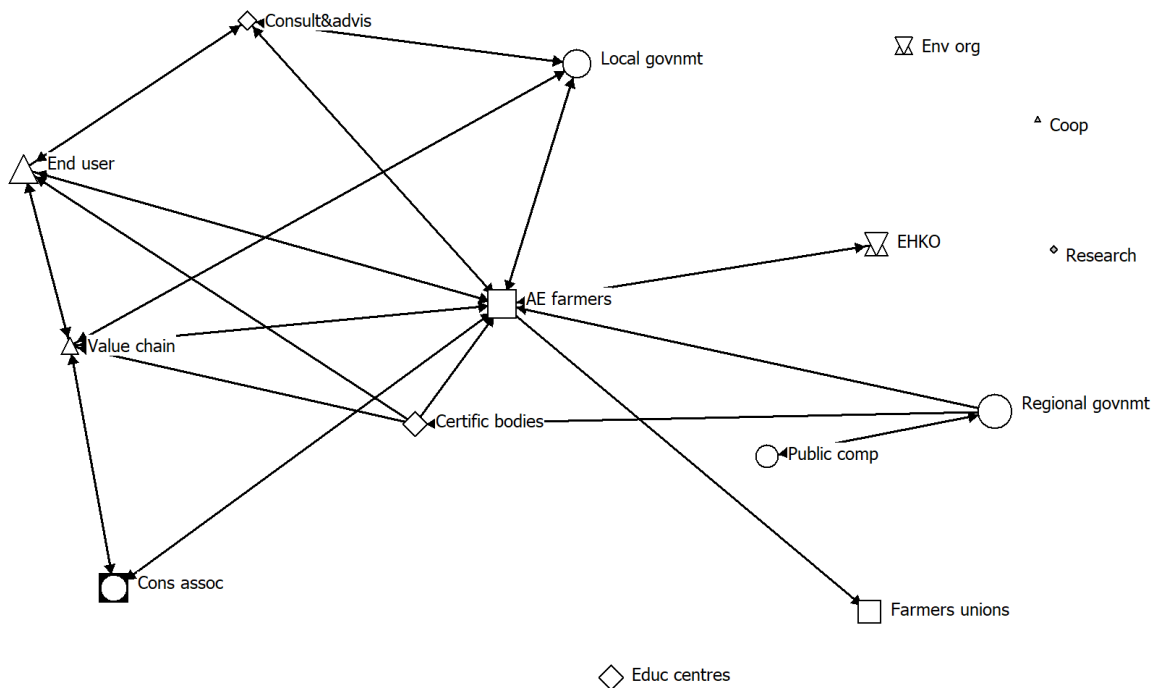 Consult&advis
Local govnmt
Env org
Coop
End user
EHKO
Research
AE farmers
Value chain
Regional govnmt
Certific bodies
Public comp
Cons assoc
Farmers unions
Educ centres